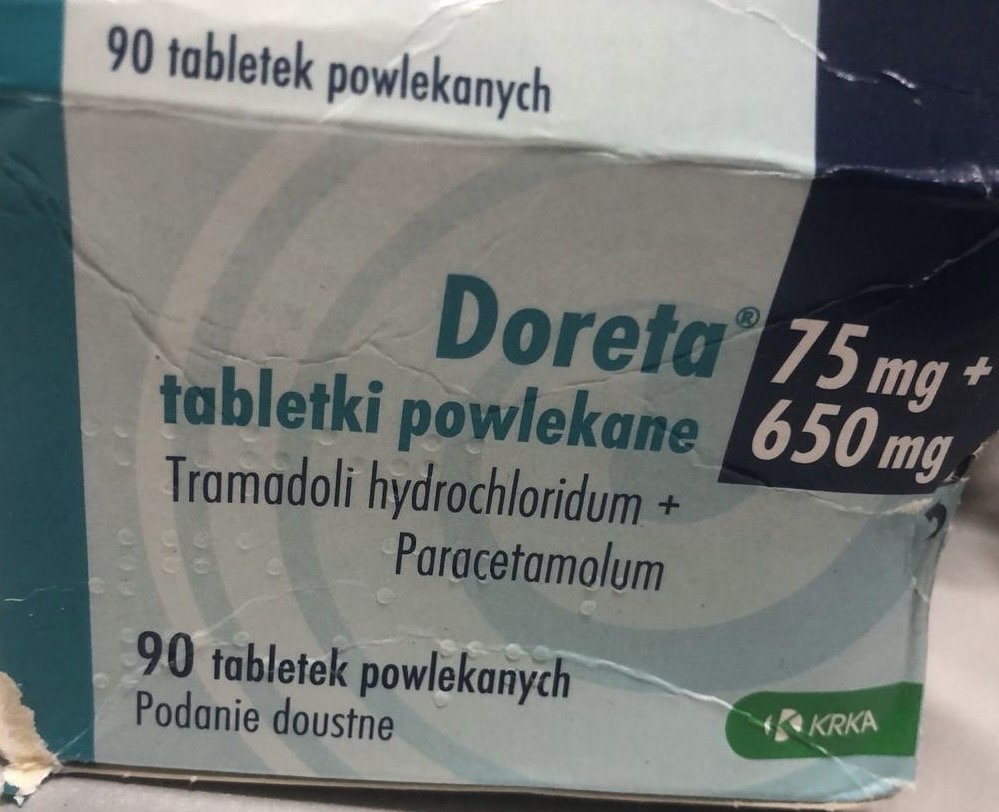 90 tabletek powlekanych
Doreta® 75 mg +
tabletki powlekane 650 mg
Tramadoli hydrochloridum +
Paracetamolum
90 tabletek powlekanych
Podanie doustne
KRKA